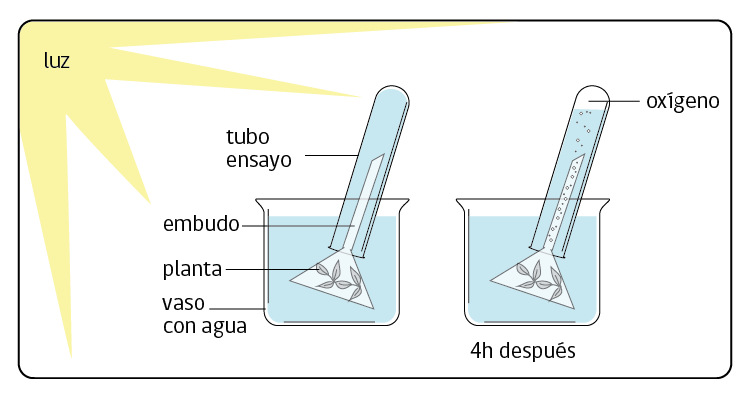 luz
oxígeno
tubo
ensayo
embudo
planta
vaso
con agua
4h después